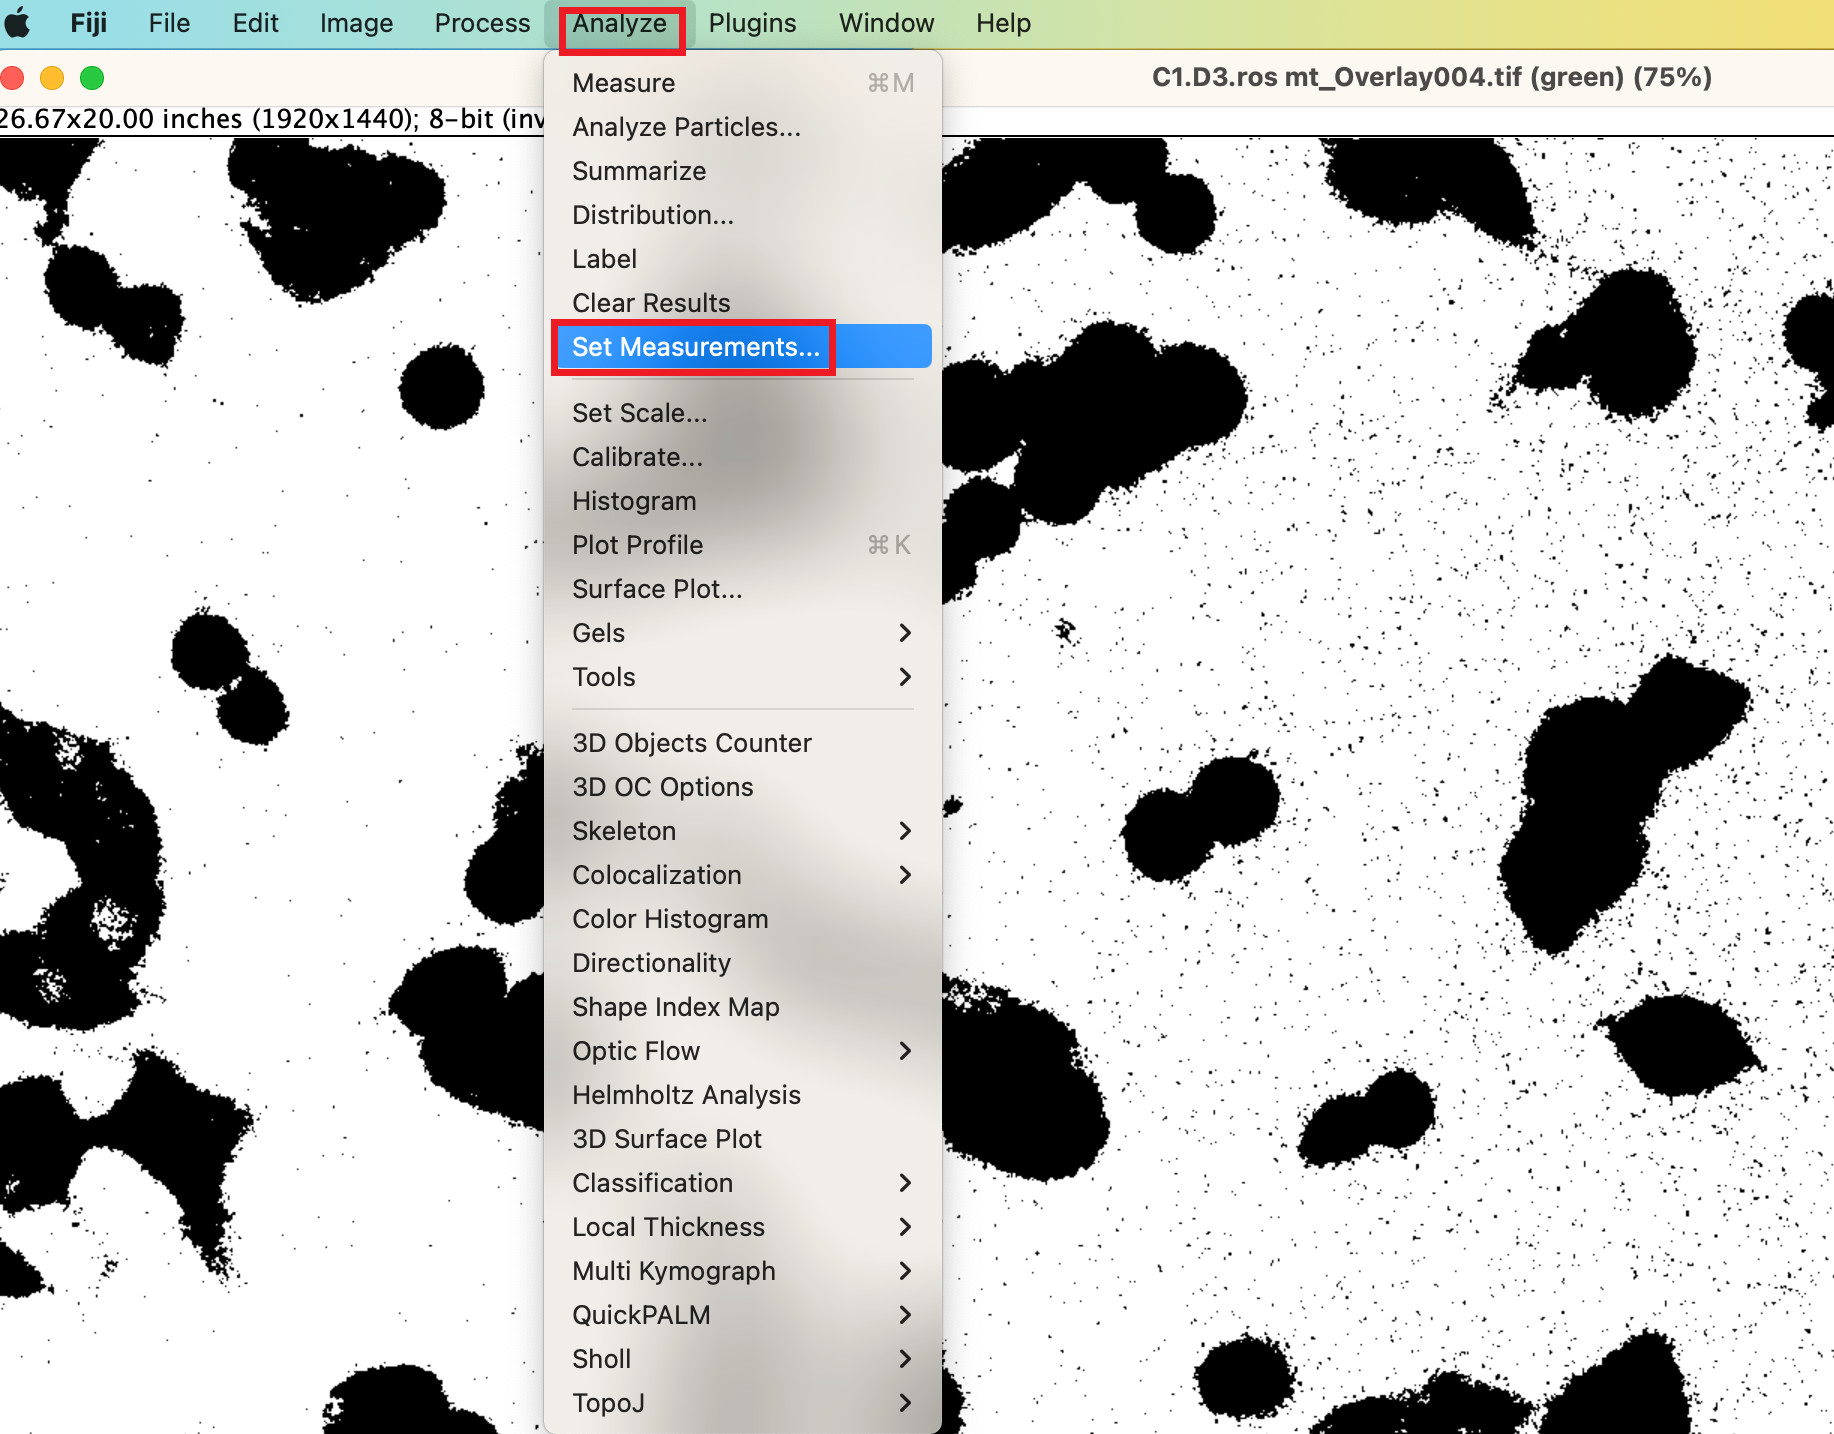 Fiji File Edit Image Process Analyze Plugins Window Help
C1.D3.ros mt_Overlay004.tif (green) (75%)
26.67x20.00 inches (1920x1440); 8-bit (inv
Measure ⌘M
Analyze Particles...
Summarize
Distribution...
Label
Clear Results
Set Measurements...
Set Scale...
Calibrate...
Histogram
Plot Profile ⌘K
Surface Plot...
Gels
Tools
3D Objects Counter
3D OC Options
Skeleton
Colocalization
Color Histogram
Directionality
Shape Index Map
Optic Flow
Helmholtz Analysis
3D Surface Plot
Classification
Local Thickness
Multi Kymograph
QuickPALM
Sholl
TopoJ